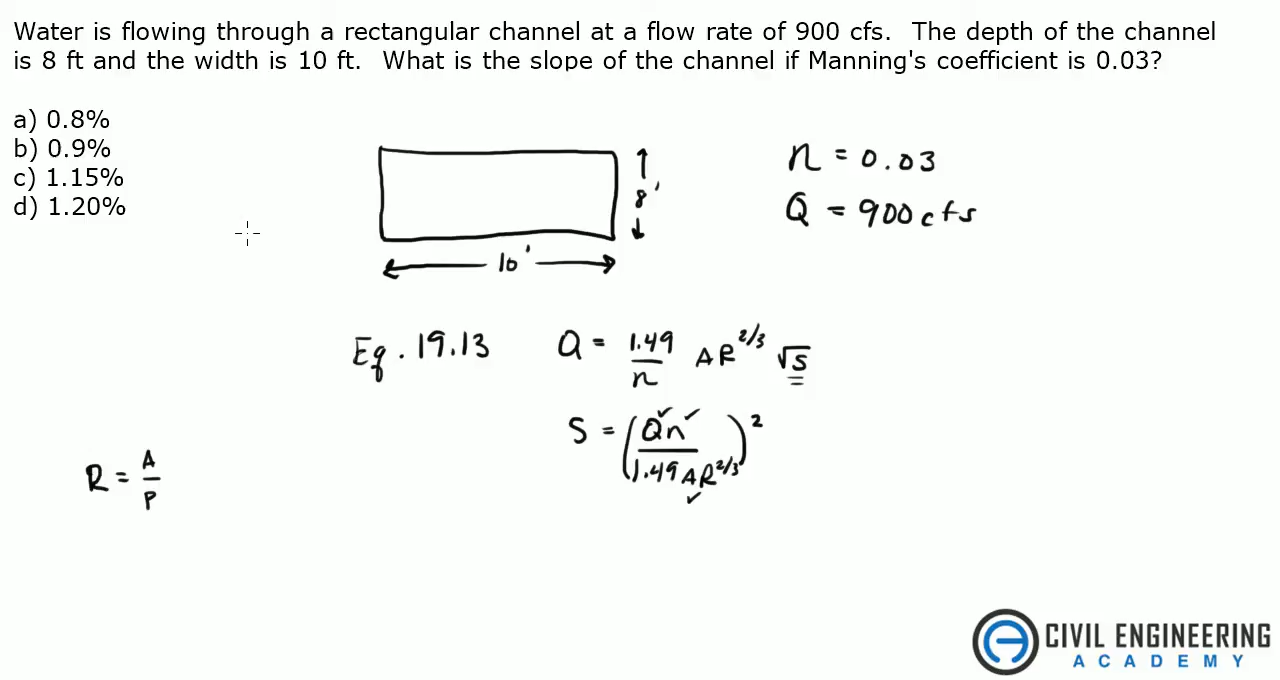 Water is flowing through a rectangular channel at a flow rate of 900 cfs. The depth of the channel
is 8 ft and the width is 10 ft. What is the slope of the channel if Manning's coefficient is 0.03?
a) 0.8%
b) 0.9%
c) 1.15%
d) 1.20%
8'
10'
n = 0.03
Q = 900 cfs
Eq. 19.13 Q = 1.49/n AR^2/3 √S
S = (Qn/1.49AR^2/3)^2
R = A/P
CIVIL ENGINEERING
ACADEMY